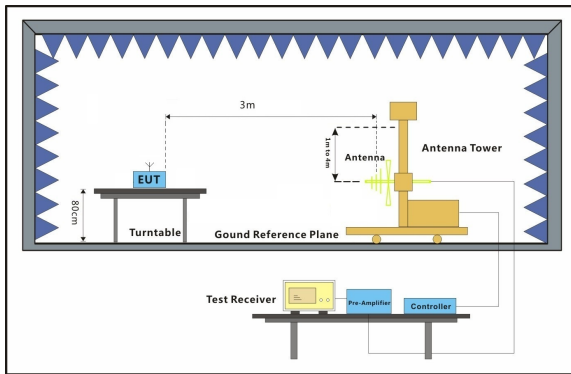 3m
1m to 4m
Antenna
Antenna Tower
EUT
80cm
Turntable
Gound Reference Plane
Test Receiver
Pre-Amplifier
Controller